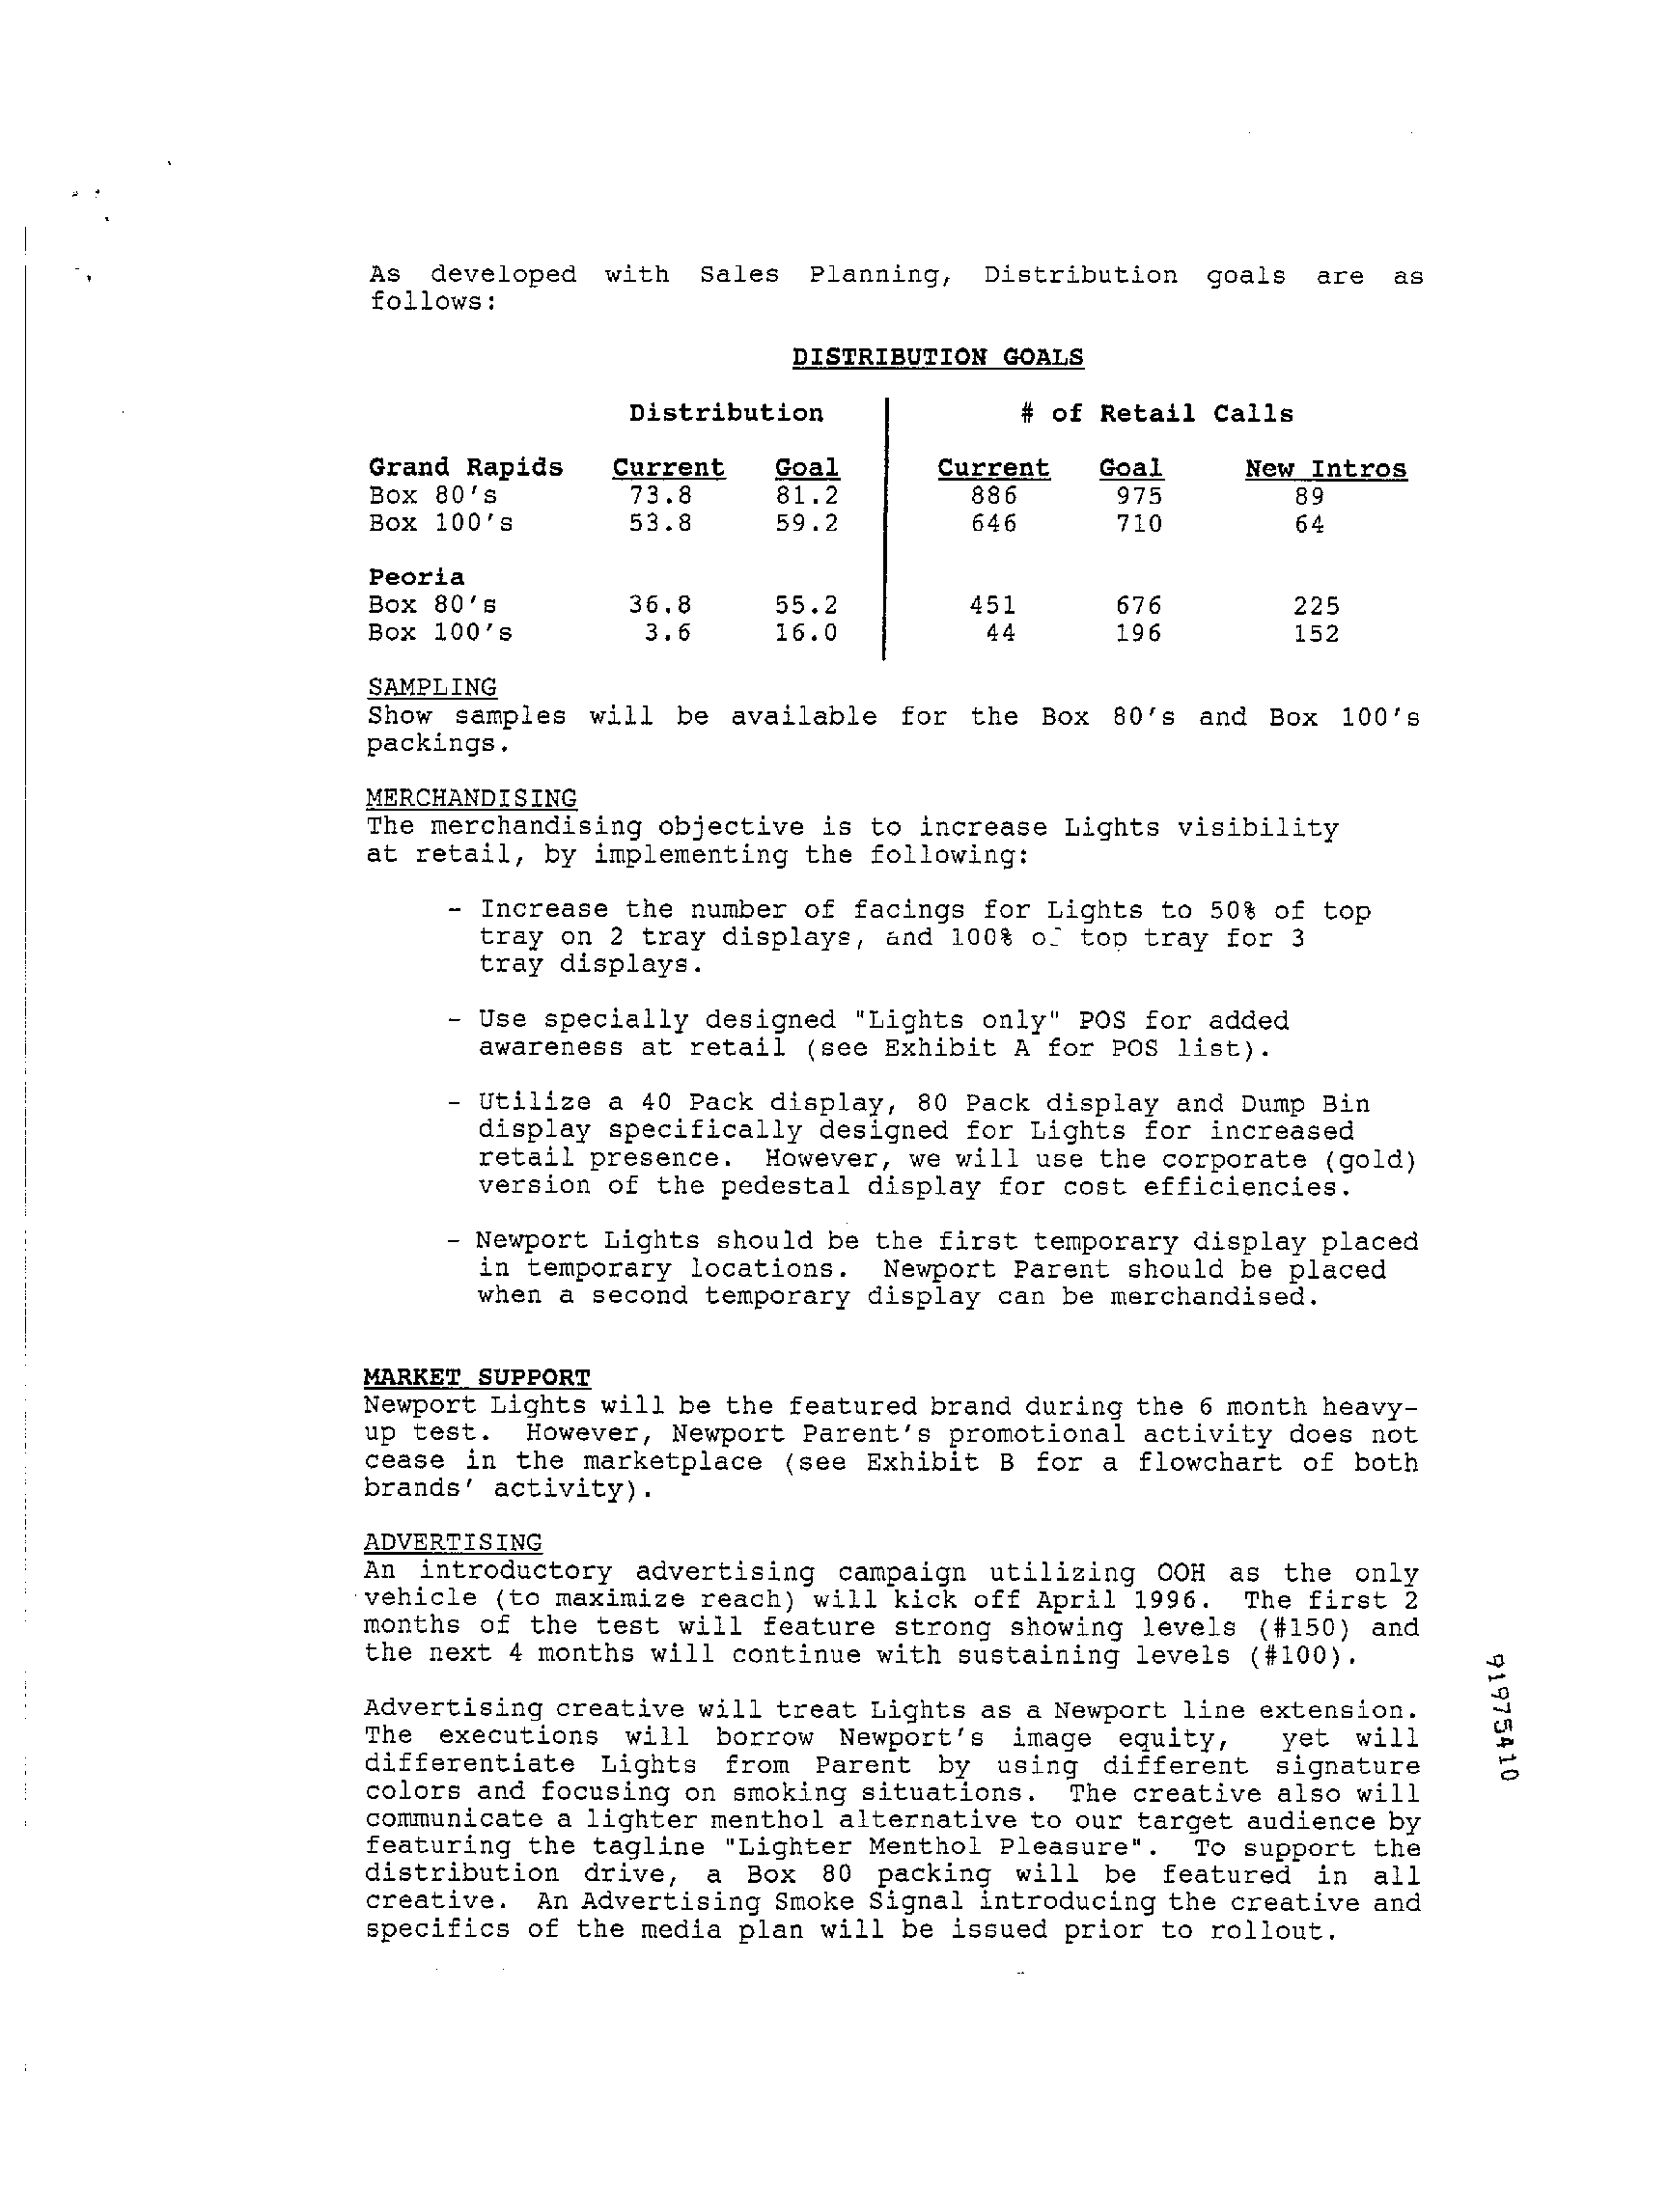 As developed with Sales Planning, Distribution goals are as
follows:
DISTRIBUTION GOALS
Distribution # of Retail Calls
Grand Rapids Current Goal Current Goal New Intros
Box 80's 73.8 81.2 886 975 89
Box 100's 53.8 59.2 646 710 64
Peoria
Box 80's 36.8 55.2 451 676 225
Box 100's 3.6 16.0 44 196 152
SAMPLING
Show samples will be available for the Box 80's and Box 100's
packings.
MERCHANDISING
The merchandising objective is to increase Lights visibility
at retail, by implementing the following:
- Increase the number of facings for Lights to 50% of top
tray on 2 tray displays, and 100% of top tray for 3
tray displays.
- Use specially designed "Lights only" POS for added
awareness at retail (see Exhibit A for POS list).
- Utilize a 40 Pack display, 80 Pack display and Dump Bin
display specifically designed for Lights for increased
retail presence. However, we will use the corporate (gold)
version of the pedestal display for cost efficiencies.
- Newport Lights should be the first temporary display placed
in temporary locations. Newport Parent should be placed
when a second temporary display can be merchandised.
MARKET SUPPORT
Newport Lights will be the featured brand during the 6 month heavy-
up test. However, Newport Parent's promotional activity does not
cease in the marketplace (see Exhibit B for a flowchart of both
brands' activity).
ADVERTISING
An introductory advertising campaign utilizing OOH as the only
vehicle (to maximize reach) will kick off April 1996. The first 2
months of the test will feature strong showing levels (#150) and
the next 4 months will continue with sustaining levels (#100).
Advertising creative will treat Lights as a Newport line extension.
The executions will borrow Newport's image equity, yet will
differentiate Lights from Parent by using different signature
colors and focusing on smoking situations. The creative also will
communicate a lighter menthol alternative to our target audience by
featuring the tagline "Lighter Menthol Pleasure". To support the
distribution drive, a Box 80 packing will be featured in all
creative. An Advertising Smoke Signal introducing the creative and
specifics of the media plan will be issued prior to rollout.
91975410